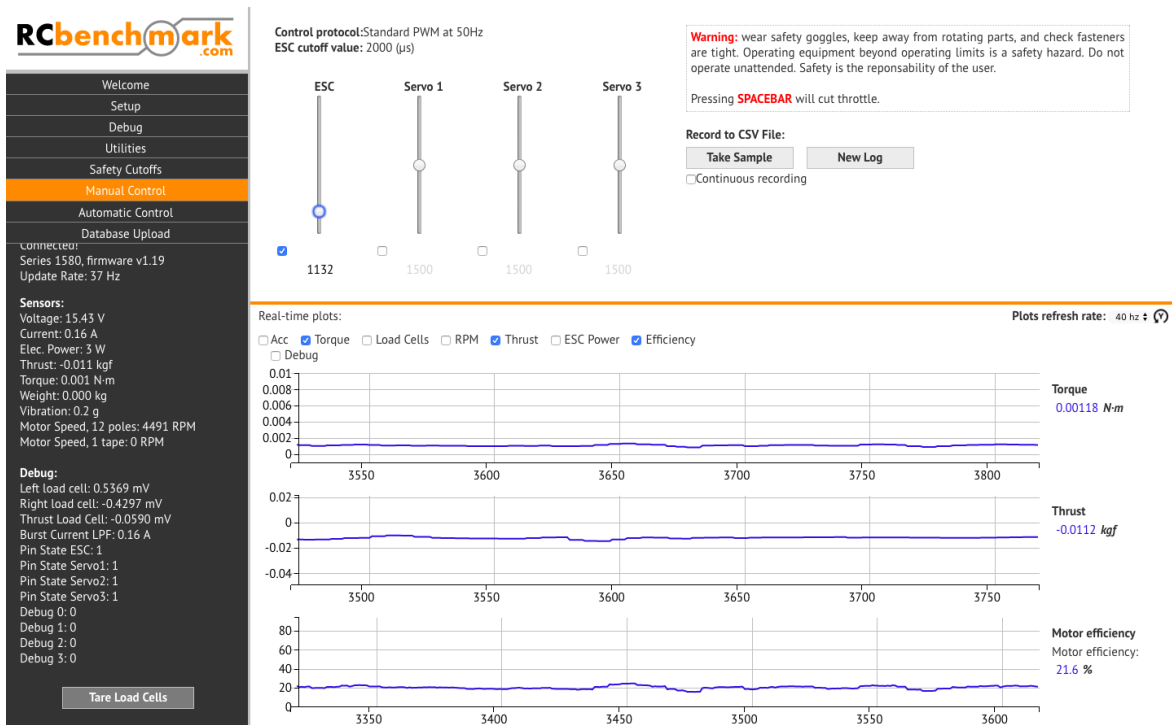 RCbenchmark
.com
Welcome
Setup
Debug
Utilities
Safety Cutoffs
Manual Control
Automatic Control
Database Upload
Connected!
Series 1580, firmware v1.19
Update Rate: 37 Hz
Sensors:
Voltage: 15.43 V
Current: 0.16 A
Elec. Power: 3 W
Thrust: -0.011 kgf
Torque: 0.001 N·m
Weight: 0.000 kg
Vibration: 0.2 g
Motor Speed, 12 poles: 4491 RPM
Motor Speed, 1 tape: 0 RPM
Debug:
Left load cell: 0.5369 mV
Right load cell: -0.4297 mV
Thrust Load Cell: -0.0590 mV
Burst Current LPF: 0.16 A
Pin State ESC: 1
Pin State Servo1: 1
Pin State Servo2: 1
Pin State Servo3: 1
Debug 0: 0
Debug 1: 0
Debug 2: 0
Debug 3: 0
Tare Load Cells
Control protocol:Standard PWM at 50Hz
ESC cutoff value: 2000 (µs)
ESC Servo 1 Servo 2 Servo 3
1132 1500 1500 1500
Warning: wear safety goggles, keep away from rotating parts, and check fasteners
are tight. Operating equipment beyond operating limits is a safety hazard. Do not
operate unattended. Safety is the reponsability of the user.
Pressing SPACEBAR will cut throttle.
Record to CSV File:
Take Sample New Log
Continuous recording
Real-time plots:
Plots refresh rate: 40 hz
Acc Torque Load Cells RPM Thrust ESC Power Efficiency
Debug
0.01
0.008
0.006
0.004
0.002
0
3550 3600 3650 3700 3750 3800
Torque
0.00118 N·m
0.02
0
-0.02
-0.04
3500 3550 3600 3650 3700 3750
Thrust
-0.0112 kgf
80
60
40
20
0
3350 3400 3450 3500 3550 3600
Motor efficiency
Motor efficiency:
21.6 %